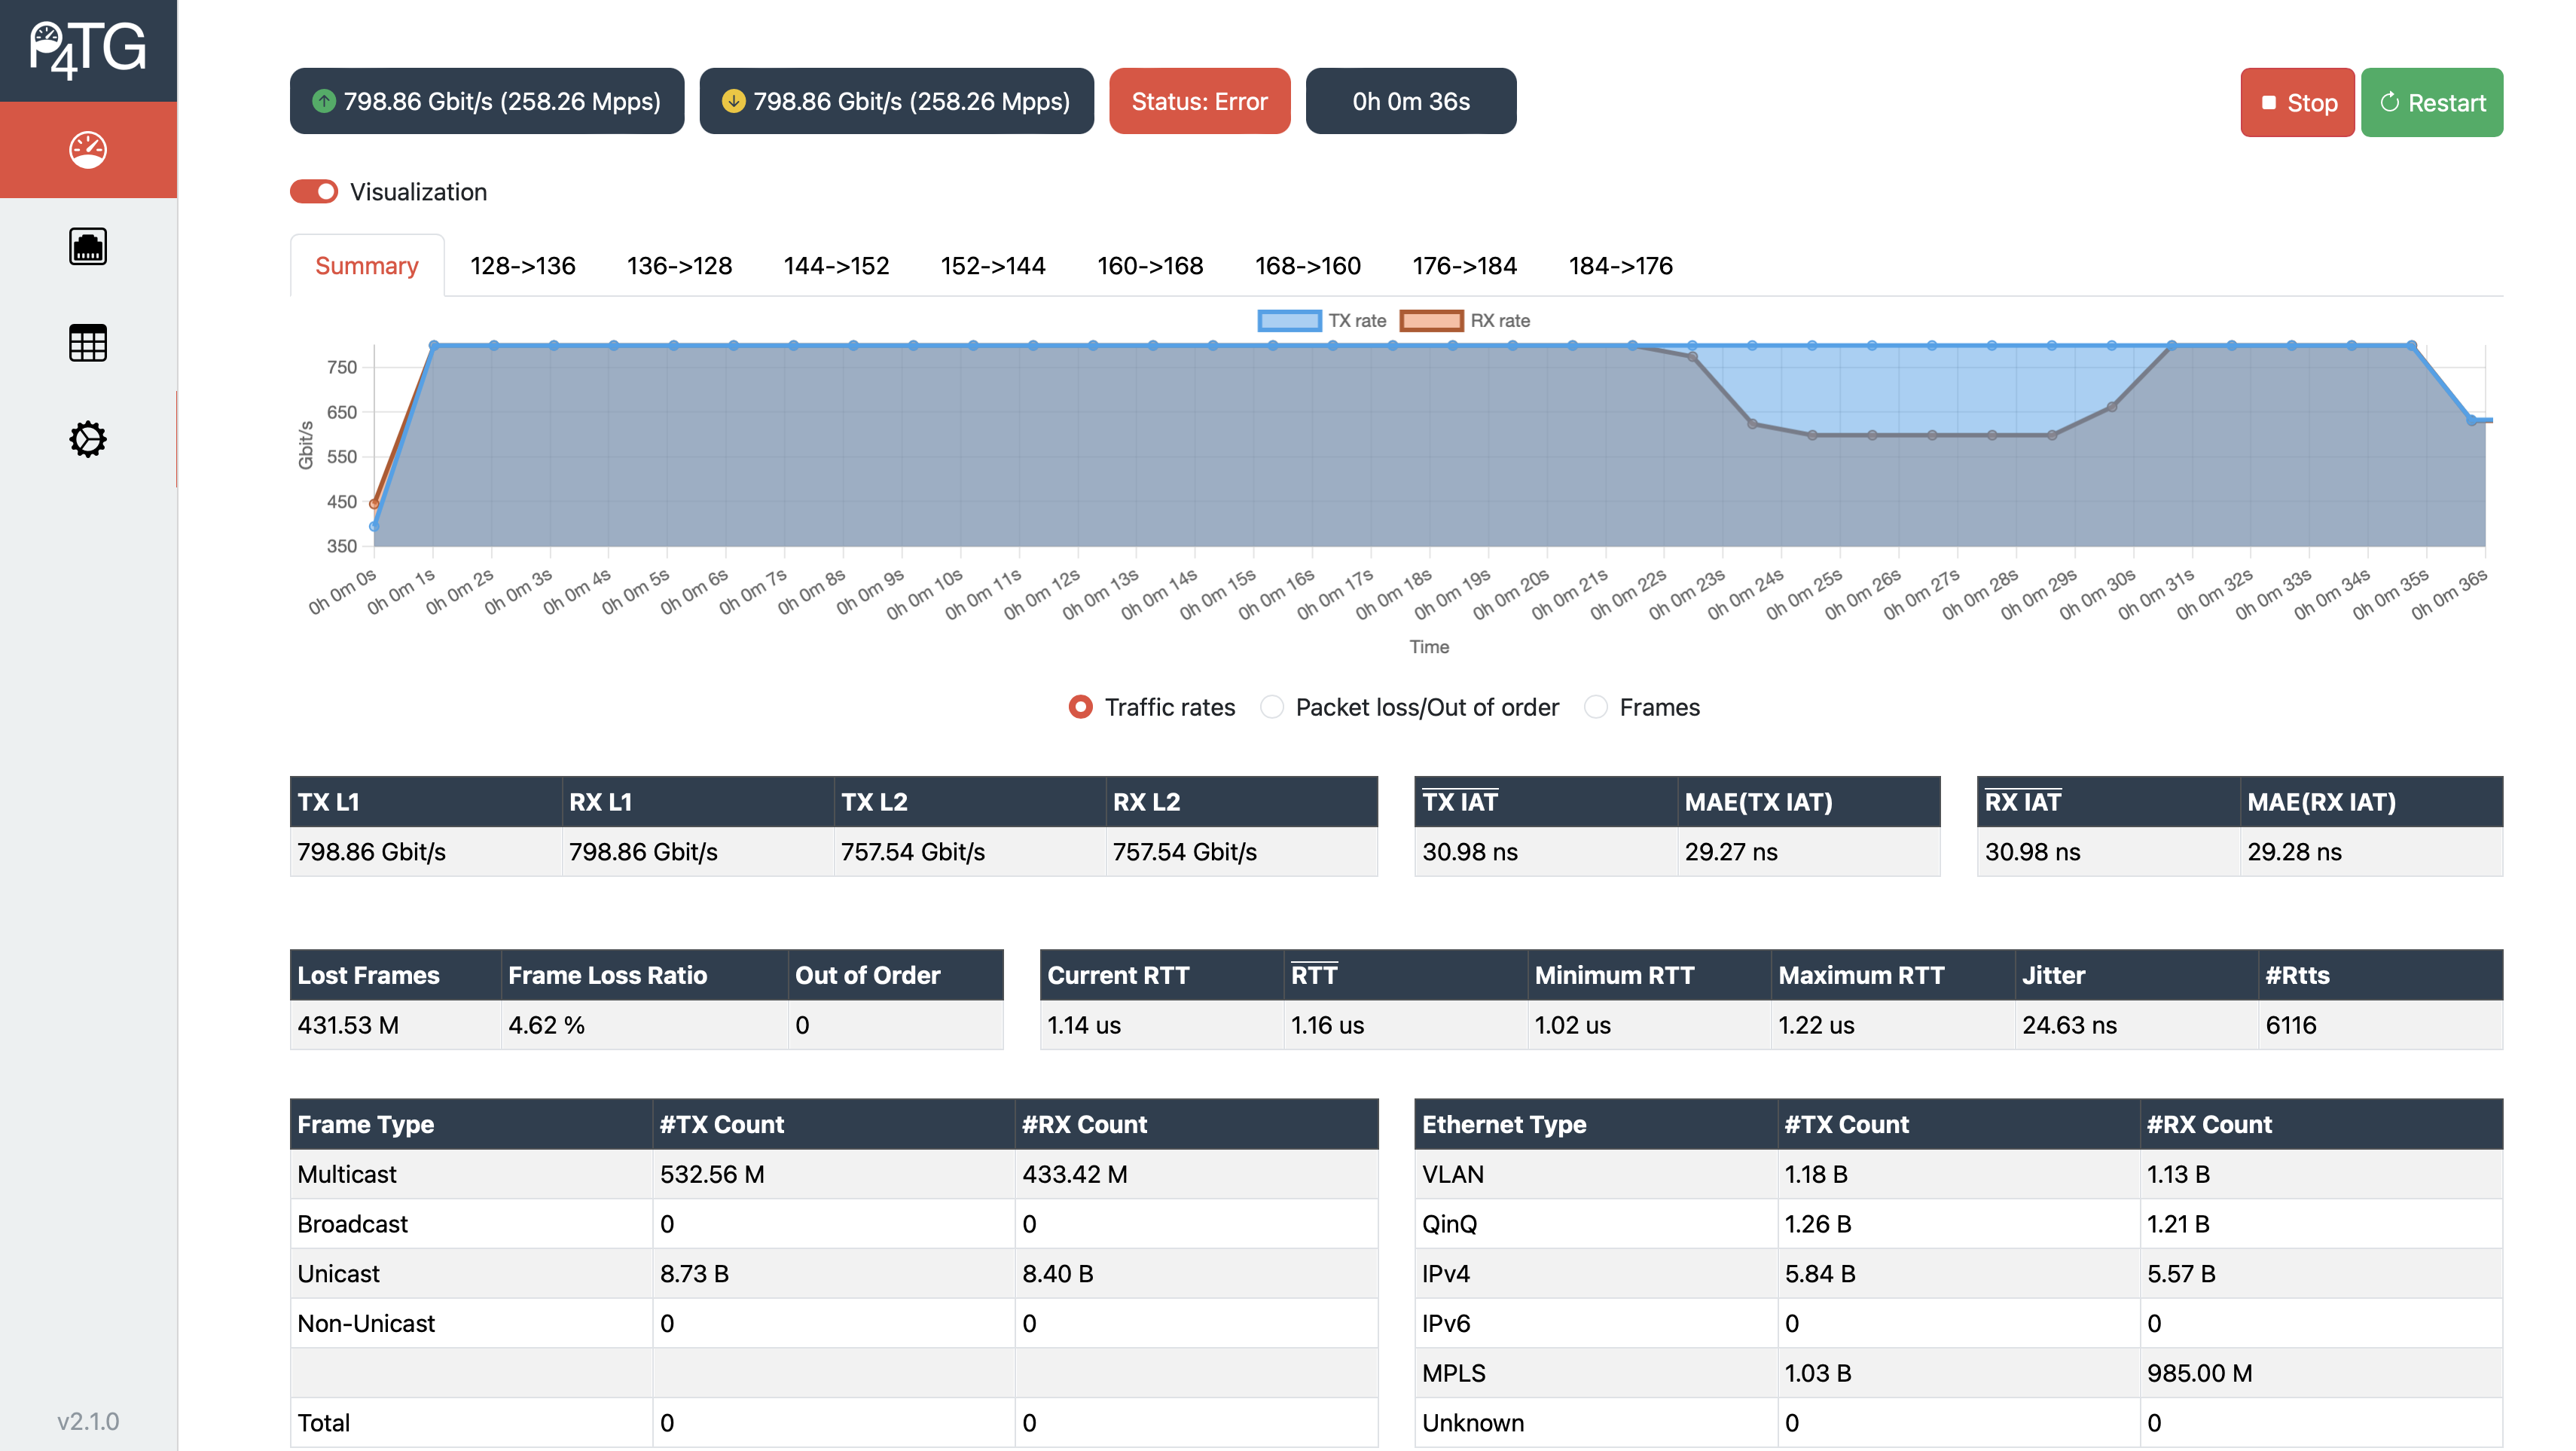 P4TG
798.86 Gbit/s (258.26 Mpps) 798.86 Gbit/s (258.26 Mpps) Status: Error 0h 0m 36s Stop Restart
Visualization
Summary 128->136 136->128 144->152 152->144 160->168 168->160 176->184 184->176
TX rate RX rate
750
650
550
450
350
Gbit/s
0h 0m 0s 0h 0m 1s 0h 0m 2s 0h 0m 3s 0h 0m 4s 0h 0m 5s 0h 0m 6s 0h 0m 7s 0h 0m 8s 0h 0m 9s 0h 0m 10s 0h 0m 11s 0h 0m 12s 0h 0m 13s 0h 0m 14s 0h 0m 15s 0h 0m 16s 0h 0m 17s 0h 0m 18s 0h 0m 19s 0h 0m 20s 0h 0m 21s 0h 0m 22s 0h 0m 23s 0h 0m 24s 0h 0m 25s 0h 0m 26s 0h 0m 27s 0h 0m 28s 0h 0m 29s 0h 0m 30s 0h 0m 31s 0h 0m 32s 0h 0m 33s 0h 0m 34s 0h 0m 35s 0h 0m 36s
Time
Traffic rates Packet loss/Out of order Frames
TX L1 RX L1 TX L2 RX L2 TX IAT MAE(TX IAT) RX IAT MAE(RX IAT)
798.86 Gbit/s 798.86 Gbit/s 757.54 Gbit/s 757.54 Gbit/s 30.98 ns 29.27 ns 30.98 ns 29.28 ns
Lost Frames Frame Loss Ratio Out of Order Current RTT RTT Minimum RTT Maximum RTT Jitter #Rtts
431.53 M 4.62 % 0 1.14 us 1.16 us 1.02 us 1.22 us 24.63 ns 6116
Frame Type #TX Count #RX Count Ethernet Type #TX Count #RX Count
Multicast 532.56 M 433.42 M VLAN 1.18 B 1.13 B
Broadcast 0 0 QinQ 1.26 B 1.21 B
Unicast 8.73 B 8.40 B IPv4 5.84 B 5.57 B
Non-Unicast 0 0 IPv6 0 0
MPLS 1.03 B 985.00 M
Total 0 0 Unknown 0 0
v2.1.0